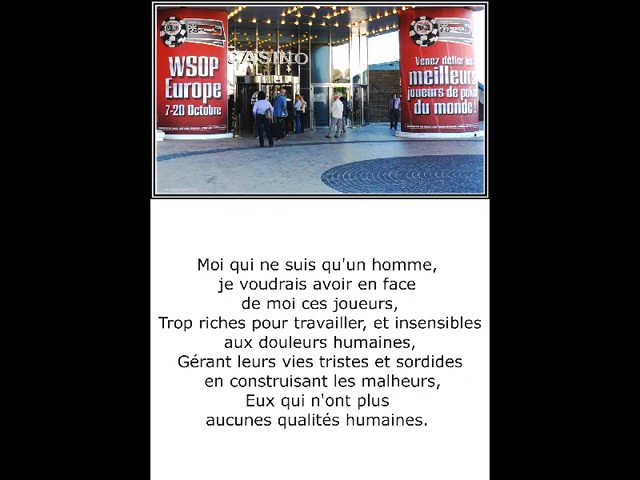 CASINO
WSOP
Europe
7-20 Octobre
Venez défier les
meilleurs
joueurs de poker
du monde!
Moi qui ne suis qu'un homme,
je voudrais avoir en face
de moi ces joueurs,
Trop riches pour travailler, et insensibles
aux douleurs humaines,
Gérant leurs vies tristes et sordides
en construisant les malheurs,
Eux qui n'ont plus
aucunes qualités humaines.